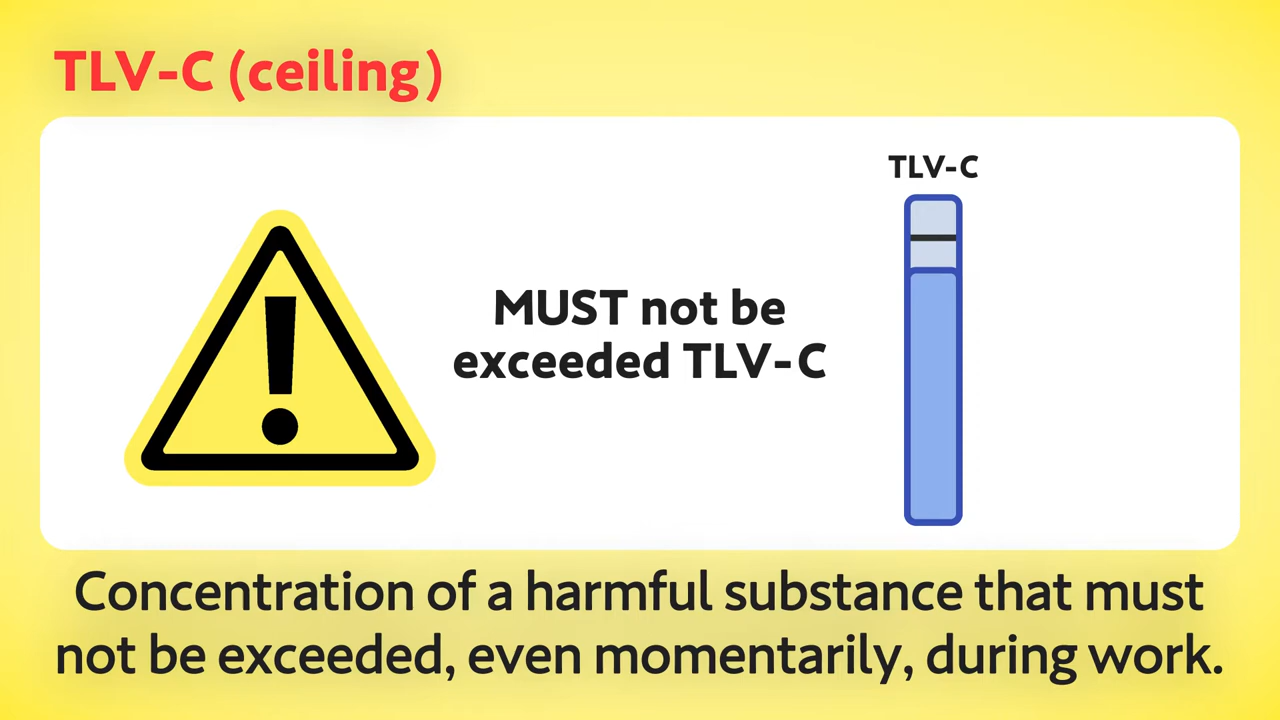 TLV-C (ceiling)
TLV-C
MUST not be
exceeded TLV-C
Concentration of a harmful substance that must
not be exceeded, even momentarily, during work.